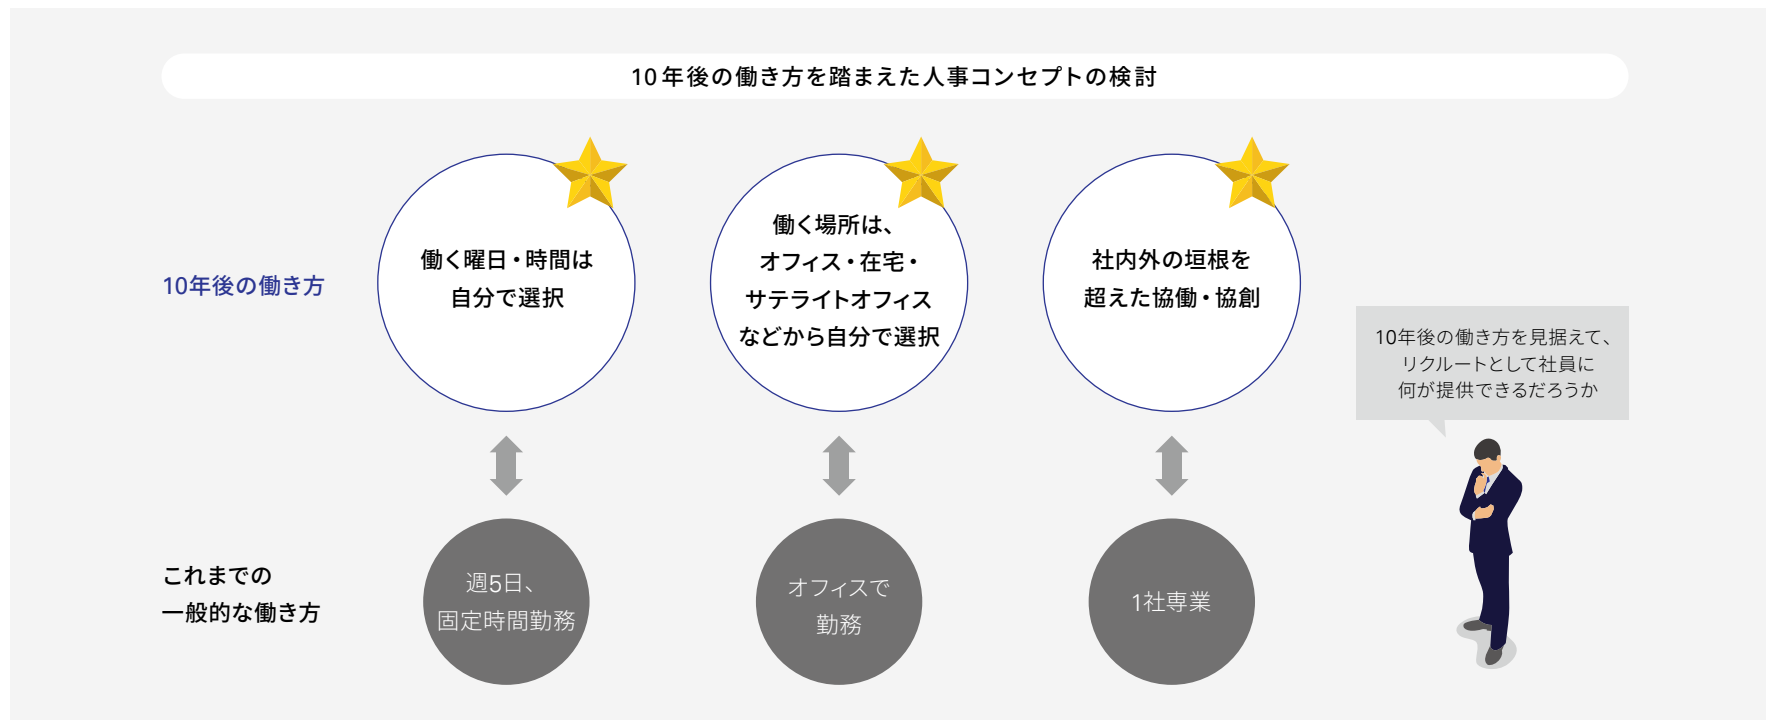 10年後の働き方を踏まえた人事コンセプトの検討
10年後の働き方
働く曜日・時間は
自分で選択
働く場所は、
オフィス・在宅・
サテライトオフィス
などから自分で選択
社内外の垣根を
超えた協働・協創
10年後の働き方を見据えて、
リクルートとして社員に
何が提供できるだろうか
これまでの
一般的な働き方
週5日、
固定時間勤務
オフィスで
勤務
1社専業